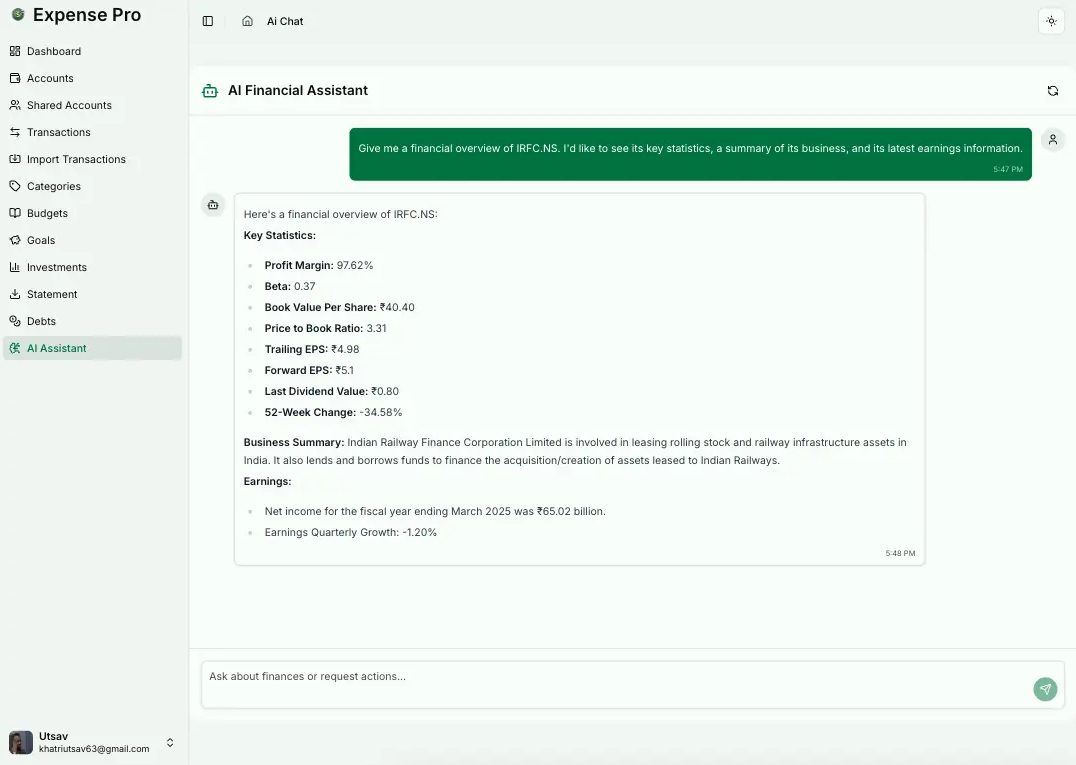 Expense Pro
Dashboard
Accounts
Shared Accounts
Transactions
Import Transactions
Categories
Budgets
Goals
Investments
Statement
Debts
AI Assistant
Utsav
khatriutsav63@gmail.com
Ai Chat
AI Financial Assistant
Give me a financial overview of IRFC.NS. I'd like to see its key statistics, a summary of its business, and its latest earnings information.
5:47 PM
Here's a financial overview of IRFC.NS:
Key Statistics:
Profit Margin: 97.62%
Beta: 0.37
Book Value Per Share: ₹40.40
Price to Book Ratio: 3.31
Trailing EPS: ₹4.98
Forward EPS: ₹5.1
Last Dividend Value: ₹0.80
52-Week Change: -34.58%
Business Summary: Indian Railway Finance Corporation Limited is involved in leasing rolling stock and railway infrastructure assets in
India. It also lends and borrows funds to finance the acquisition/creation of assets leased to Indian Railways.
Earnings:
Net income for the fiscal year ending March 2025 was ₹65.02 billion.
Earnings Quarterly Growth: -1.20%
5:48 PM
Ask about finances or request actions...